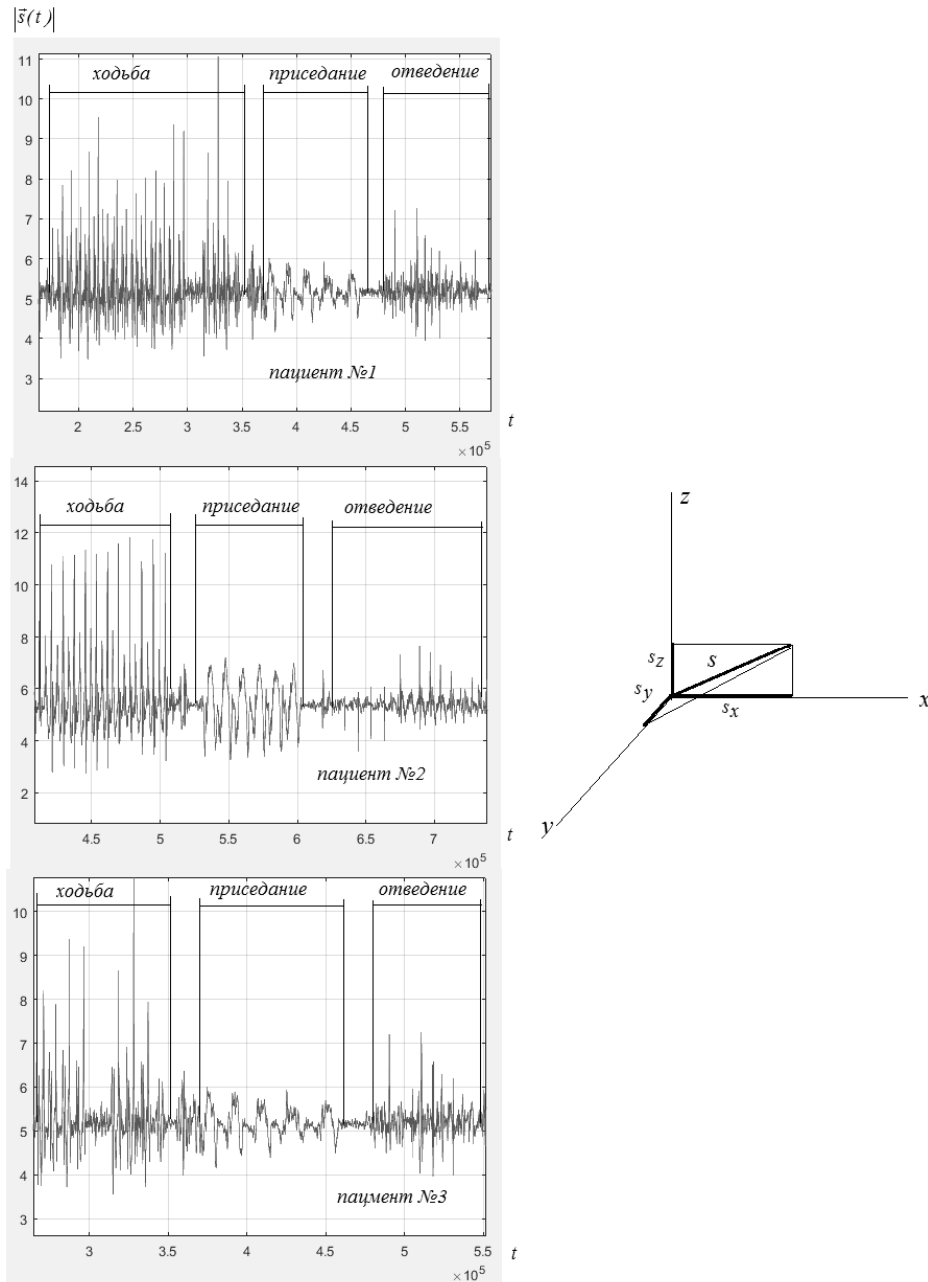 |s⃗(t)|
ходьба
приседание
отведение
11
10
9
8
7
6
5
4
3
пациент №1
2
2.5
3
3.5
4
4.5
5
5.5
t
×10⁵
ходьба
приседание
отведение
14
12
10
8
6
4
2
пациент №2
4.5
5
5.5
6
6.5
7
t
×10⁵
z
s_z
s
s_y
s_x
x
y
ходьба
приседание
отведение
10
9
8
7
6
5
4
3
пацмент №3
3
3.5
4
4.5
5
5.5
t
×10⁵